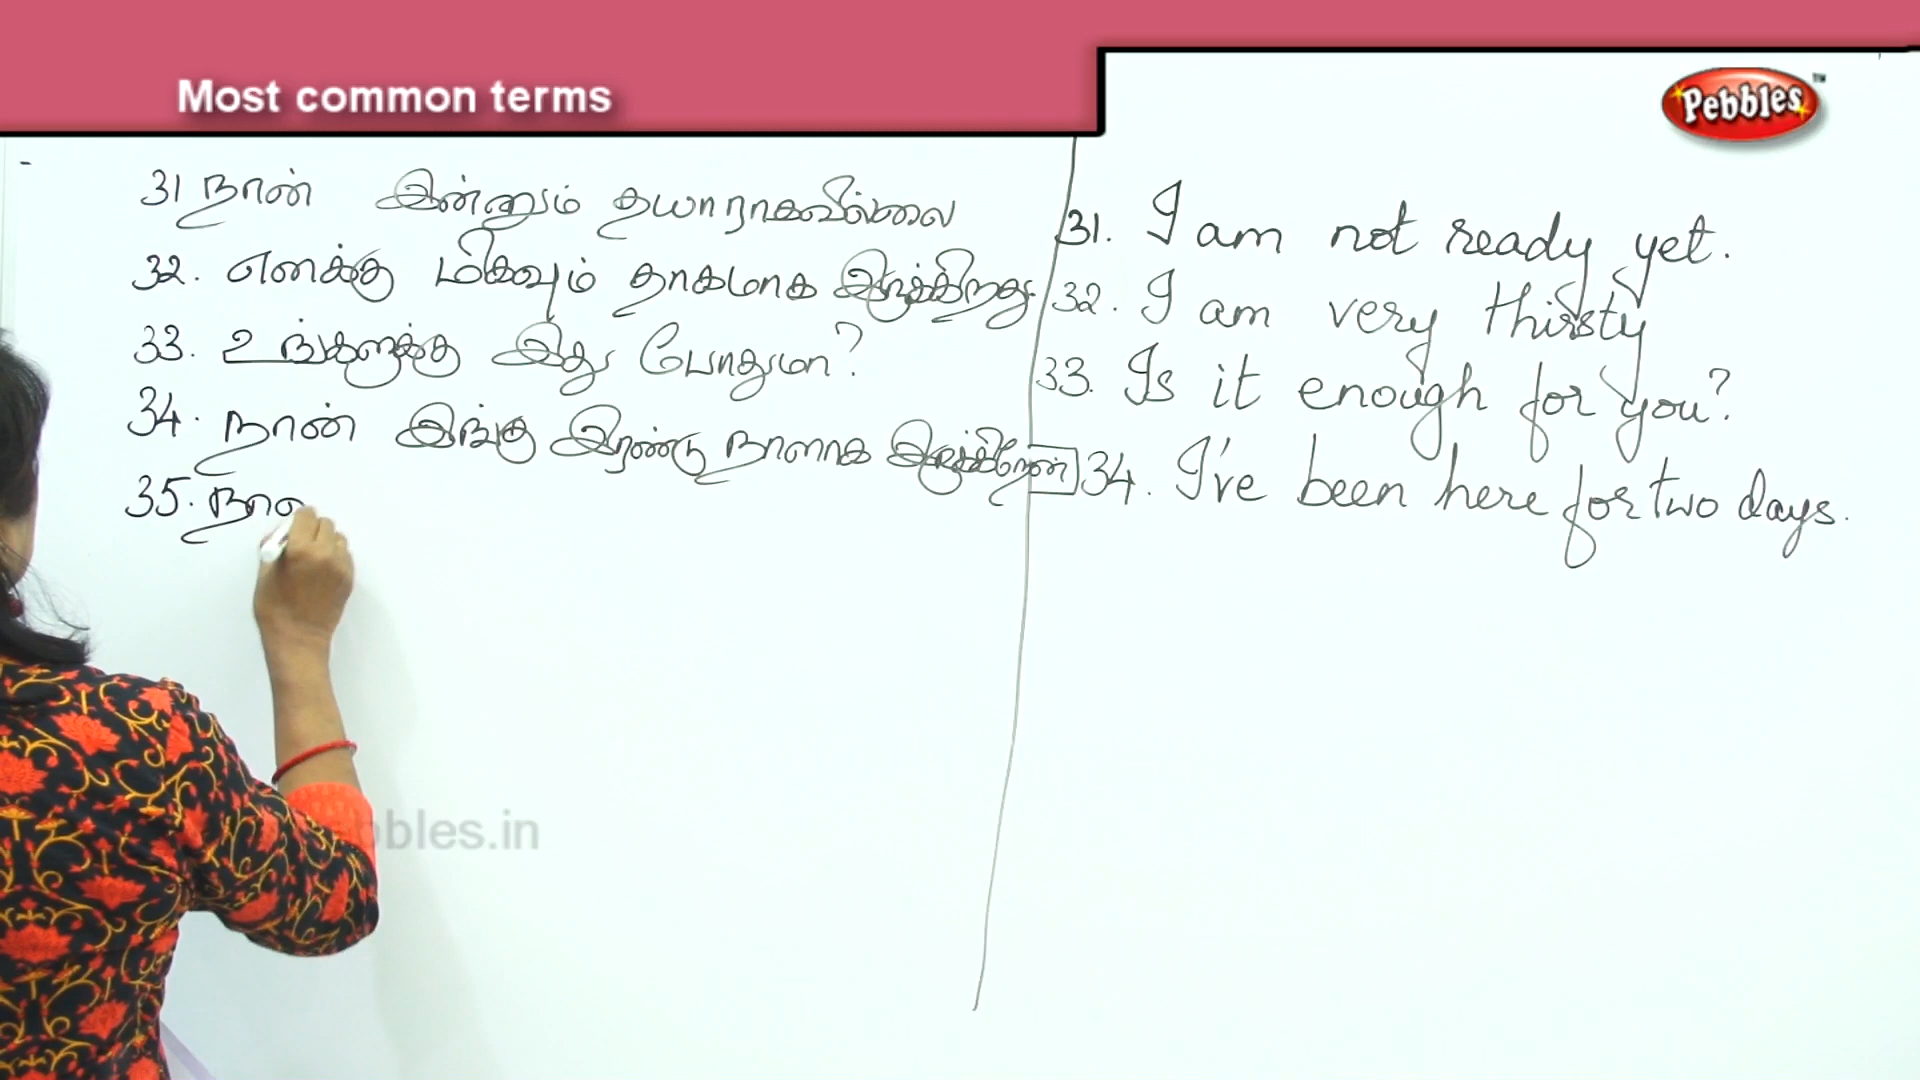 Most common terms
Pebbles
31 நான் இன்னும் தயாராகவில்லை
32. எனக்கு மிகவும் தாகமாக இருக்கிறது.
33. உங்களுக்கு இது போதுமா?
34. நான் இங்கு இரண்டு நாளாக இருக்கிறேன்
35. நா
31. I am not ready yet.
32. I am very thirsty
33. Is it enough for you?
34. I've been here for two days.
bbles.in